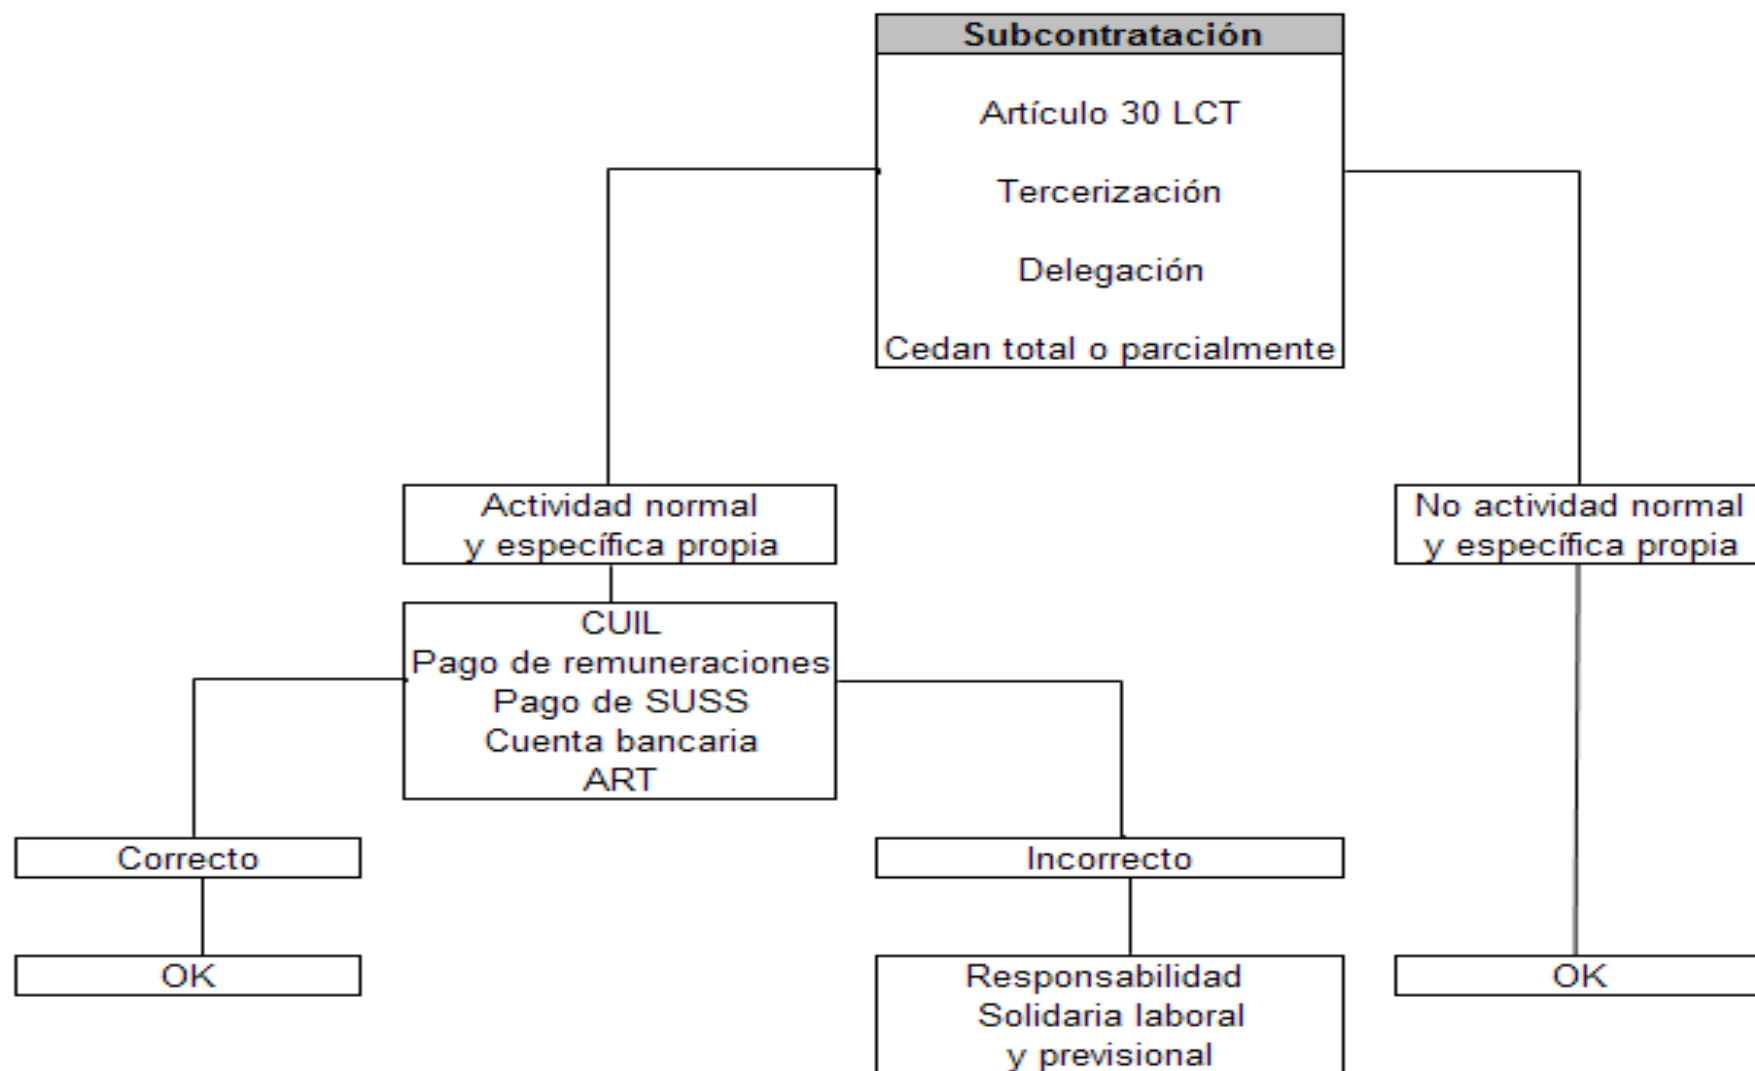 Subcontratación
Artículo 30 LCT
Tercerización
Delegación
Cedan total o parcialmente
Actividad normal
y específica propia
No actividad normal
y específica propia
CUIL
Pago de remuneraciones
Pago de SUSS
Cuenta bancaria
ART
Correcto
Incorrecto
OK
Responsabilidad
Solidaria laboral
y previsional
OK